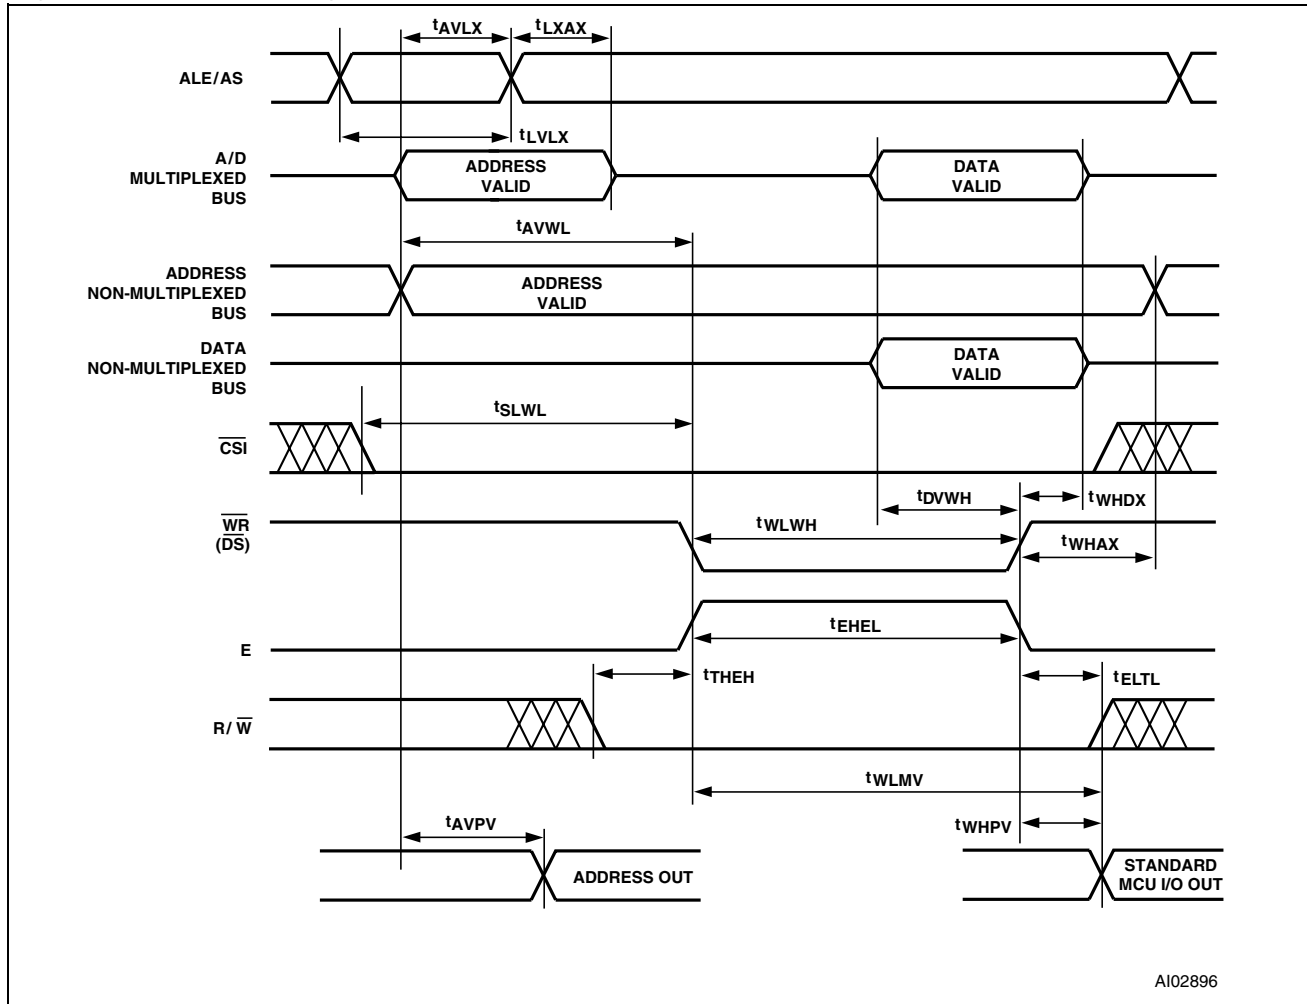 tAVLX tLXAX
ALE/AS
tLVLX
A/D
MULTIPLEXED
BUS
ADDRESS
VALID
DATA
VALID
tAVWL
ADDRESS
NON-MULTIPLEXED
BUS
ADDRESS
VALID
DATA
NON-MULTIPLEXED
BUS
DATA
VALID
tSLWL
CSI
tDVWH
tWHDX
WR
(DS)
tWLWH
tWHAX
tEHEL
E
tTHEH
tELTL
R/ W
tWLMV
tAVPV
tWHPV
ADDRESS OUT
STANDARD
MCU I/O OUT
AI02896